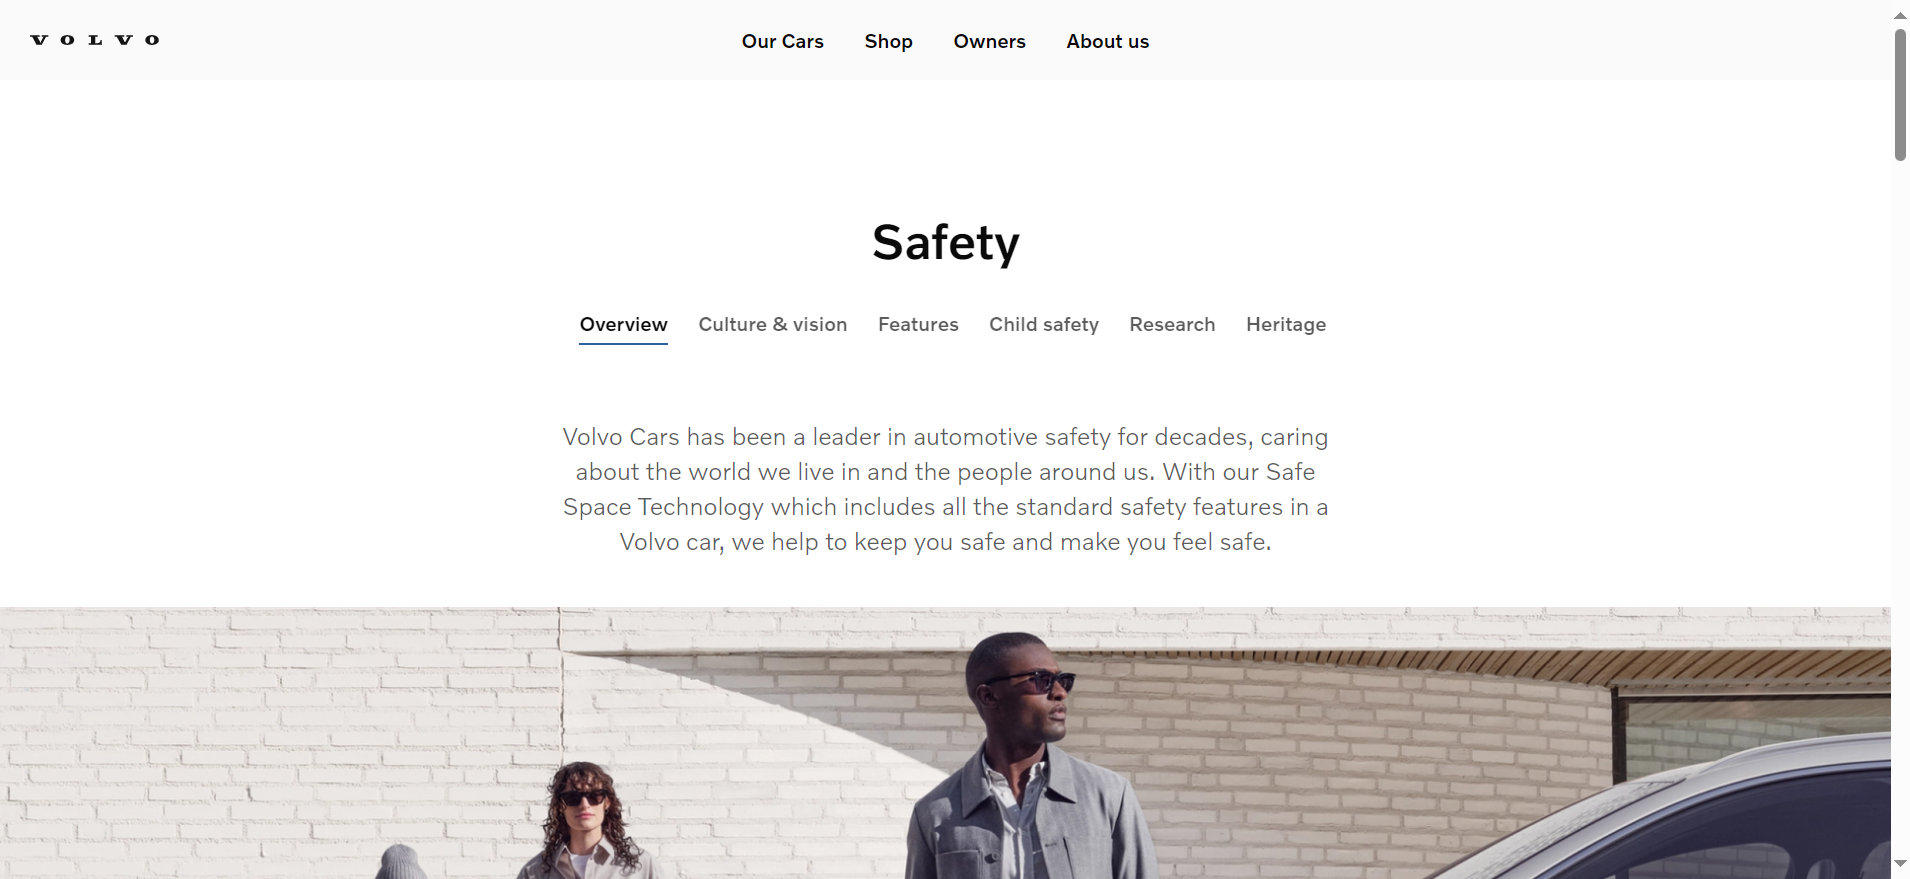 VOLVO
Our Cars
Shop
Owners
About us
Safety
Overview
Culture & vision
Features
Child safety
Research
Heritage
Volvo Cars has been a leader in automotive safety for decades, caring
about the world we live in and the people around us. With our Safe
Space Technology which includes all the standard safety features in a
Volvo car, we help to keep you safe and make you feel safe.